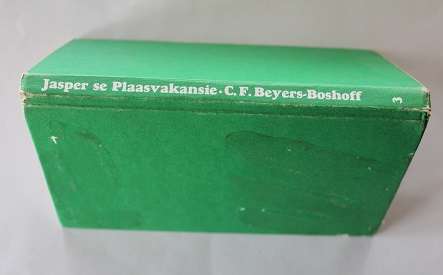 Jasper se Plaasvakansie · C. F. Beyers-Boshoff 3